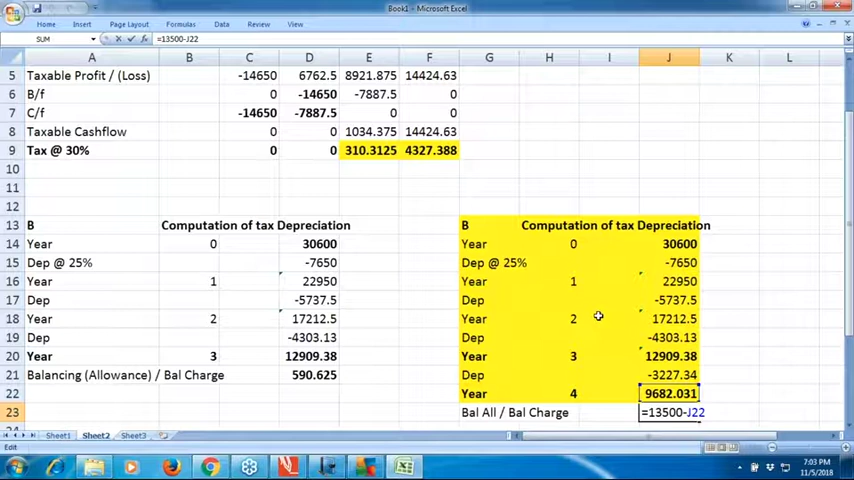 Book1 - Microsoft Excel
Home Insert Page Layout Formulas Data Review View
SUM =13500-J22
A B C D E F G H I J K L
5 Taxable Profit / (Loss) -14650 6762.5 8921.875 14424.63
6 B/f 0 -14650 -7887.5 0
7 C/f -14650 -7887.5 0 0
8 Taxable Cashflow 0 0 1034.375 14424.63
9 Tax @ 30% 0 0 310.3125 4327.388
10
11
12
13 B Computation of tax Depreciation B Computation of tax Depreciation
14 Year 0 30600 Year 0 30600
15 Dep @ 25% -7650 Dep @ 25% -7650
16 Year 1 22950 Year 1 22950
17 Dep -5737.5 Dep -5737.5
18 Year 2 17212.5 Year 2 17212.5
19 Dep -4303.13 Dep -4303.13
20 Year 3 12909.38 Year 3 12909.38
21 Balancing (Allowance) / Bal Charge 590.625 Dep -3227.34
22 Year 4 9682.031
23 Bal All / Bal Charge =13500-J22
24
Sheet1 Sheet2 Sheet3
Edit 100%
7:03 PM
11/5/2018